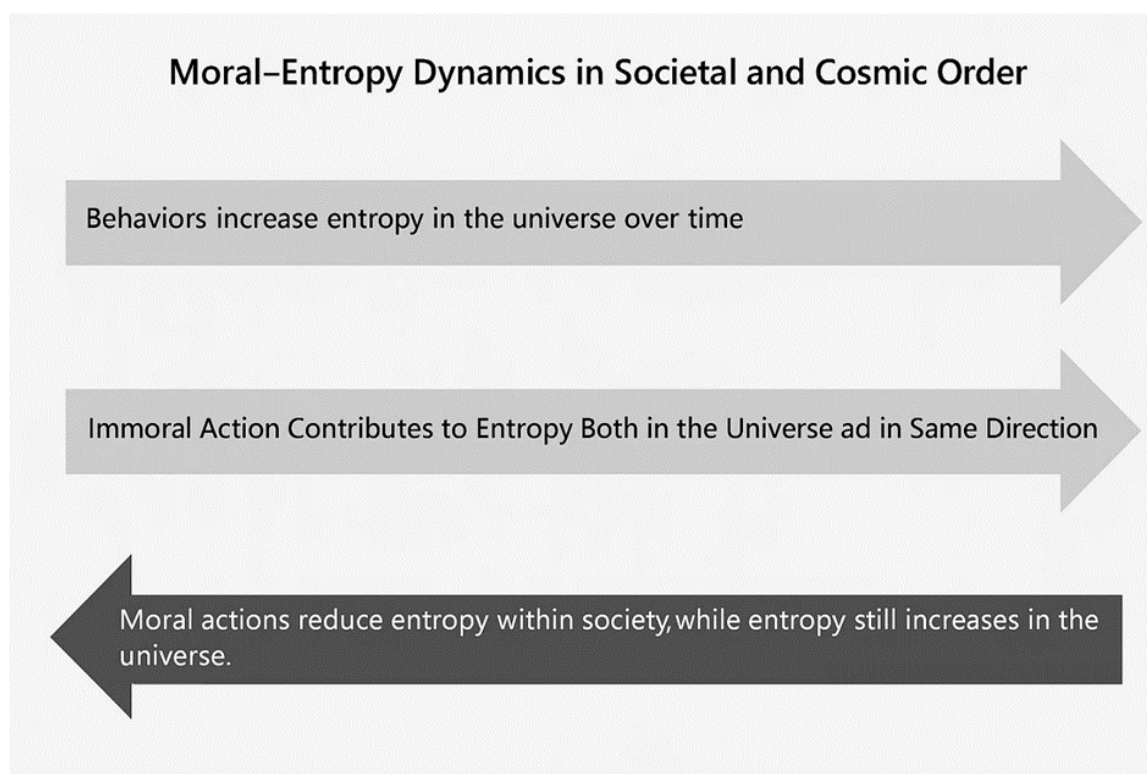 Moral–Entropy Dynamics in Societal and Cosmic Order
Behaviors increase entropy in the universe over time
Immoral Action Contributes to Entropy Both in the Universe ad in Same Direction
Moral actions reduce entropy within society, while entropy still increases in the
universe.